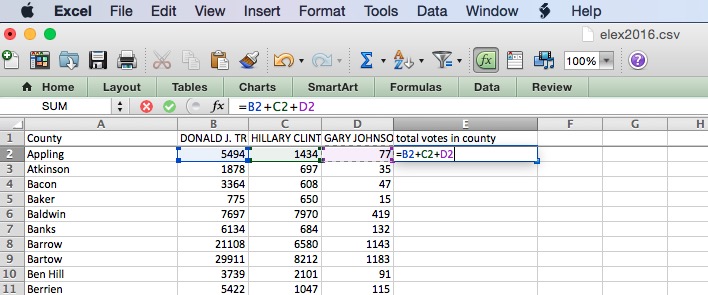 Excel File Edit View Insert Format Tools Data Window Help
elex2016.csv
Σ A Z fx 100% ?
Home Layout Tables Charts SmartArt Formulas Data Review
SUM fx =B2+C2+D2
A B C D E F G H
1 County DONALD J. TR HILLARY CLINT GARY JOHNSO total votes in county
2 Appling 5494 1434 77 =B2+C2+D2
3 Atkinson 1878 697 35
4 Bacon 3364 608 47
5 Baker 775 650 15
6 Baldwin 7697 7970 419
7 Banks 6134 684 132
8 Barrow 21108 6580 1143
9 Bartow 29911 8212 1183
10 Ben Hill 3739 2101 91
11 Berrien 5422 1047 115